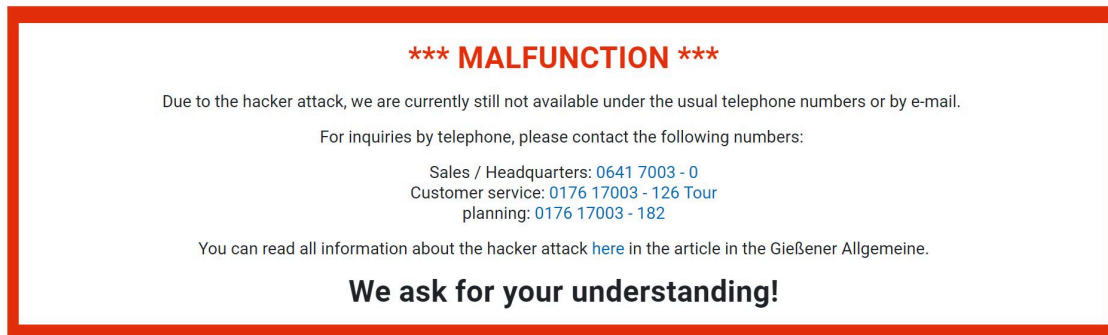 *** MALFUNCTION ***
Due to the hacker attack, we are currently still not available under the usual telephone numbers or by e-mail.
For inquiries by telephone, please contact the following numbers:
Sales / Headquarters: 0641 7003 - 0
Customer service: 0176 17003 - 126 Tour
planning: 0176 17003 - 182
You can read all information about the hacker attack here in the article in the Gießener Allgemeine.
We ask for your understanding!